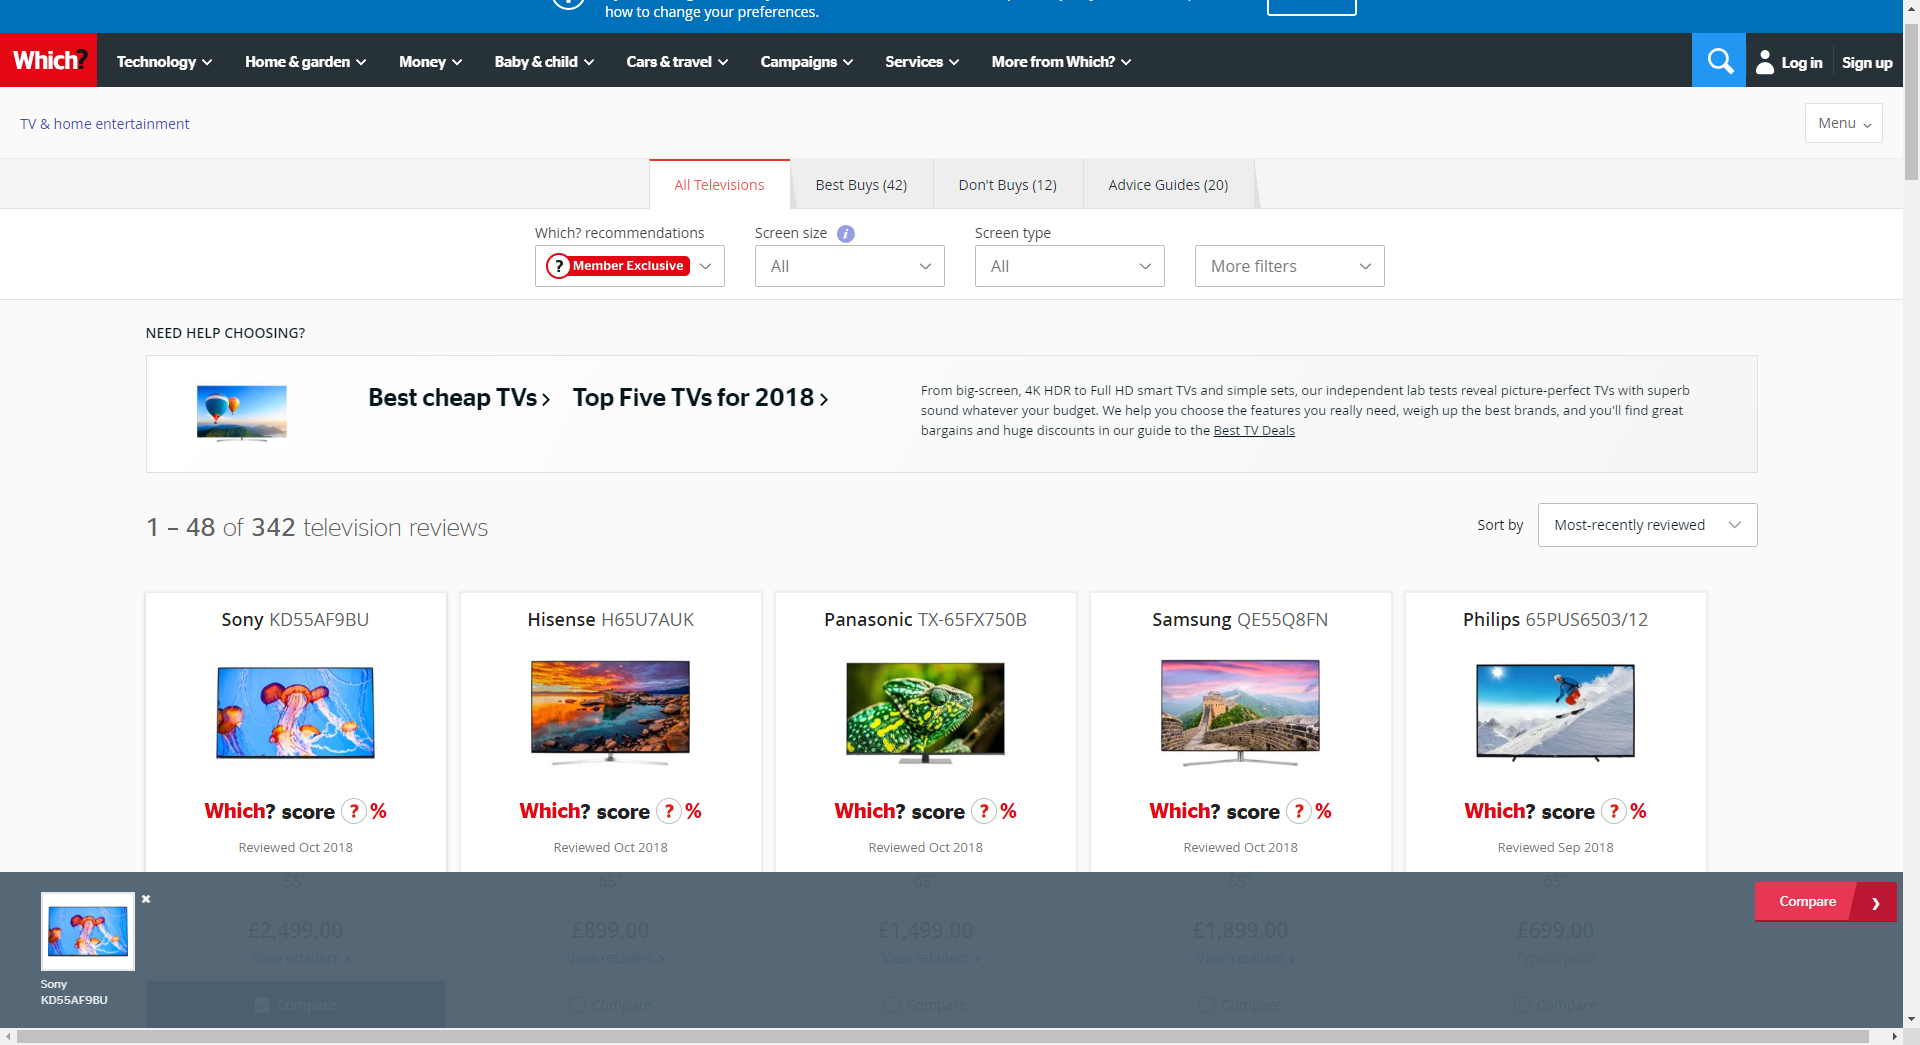 how to change your preferences.
Which?
Technology
Home & garden
Money
Baby & child
Cars & travel
Campaigns
Services
More from Which?
Log in
Sign up
TV & home entertainment
Menu
All Televisions
Best Buys (42)
Don't Buys (12)
Advice Guides (20)
Which? recommendations
Screen size
i
Screen type
? Member Exclusive
All
All
More filters
NEED HELP CHOOSING?
Best cheap TVs
Top Five TVs for 2018
From big-screen, 4K HDR to Full HD smart TVs and simple sets, our independent lab tests reveal picture-perfect TVs with superb
sound whatever your budget. We help you choose the features you really need, weigh up the best brands, and you'll find great
bargains and huge discounts in our guide to the Best TV Deals
1 – 48 of 342 television reviews
Sort by
Most-recently reviewed
Sony KD55AF9BU
Hisense H65U7AUK
Panasonic TX-65FX750B
Samsung QE55Q8FN
Philips 65PUS6503/12
Which? score ? %
Which? score ? %
Which? score ? %
Which? score ? %
Which? score ? %
Reviewed Oct 2018
Reviewed Oct 2018
Reviewed Oct 2018
Reviewed Oct 2018
Reviewed Sep 2018
55"
65"
65"
55"
65"
£2,499.00
£899.00
£1,499.00
£1,899.00
£699.00
View retailers
View retailers
View retailers
View retailers
Typical price
Compare
Compare
Compare
Compare
Compare
Sony
KD55AF9BU
Compare